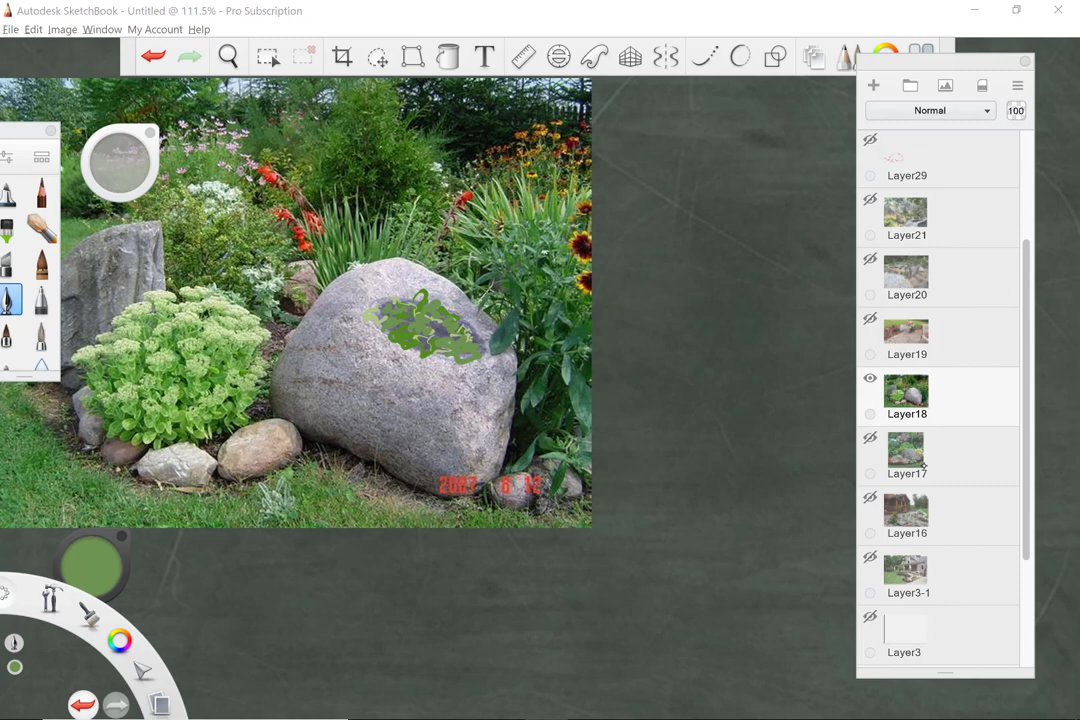 Autodesk SketchBook - Untitled @ 111.5% - Pro Subscription
File Edit Image Window My Account Help
T
Normal
100
Layer29
Layer21
Layer20
Layer19
Layer18
Layer17
Layer16
Layer3-1
Layer3
2007 8 12